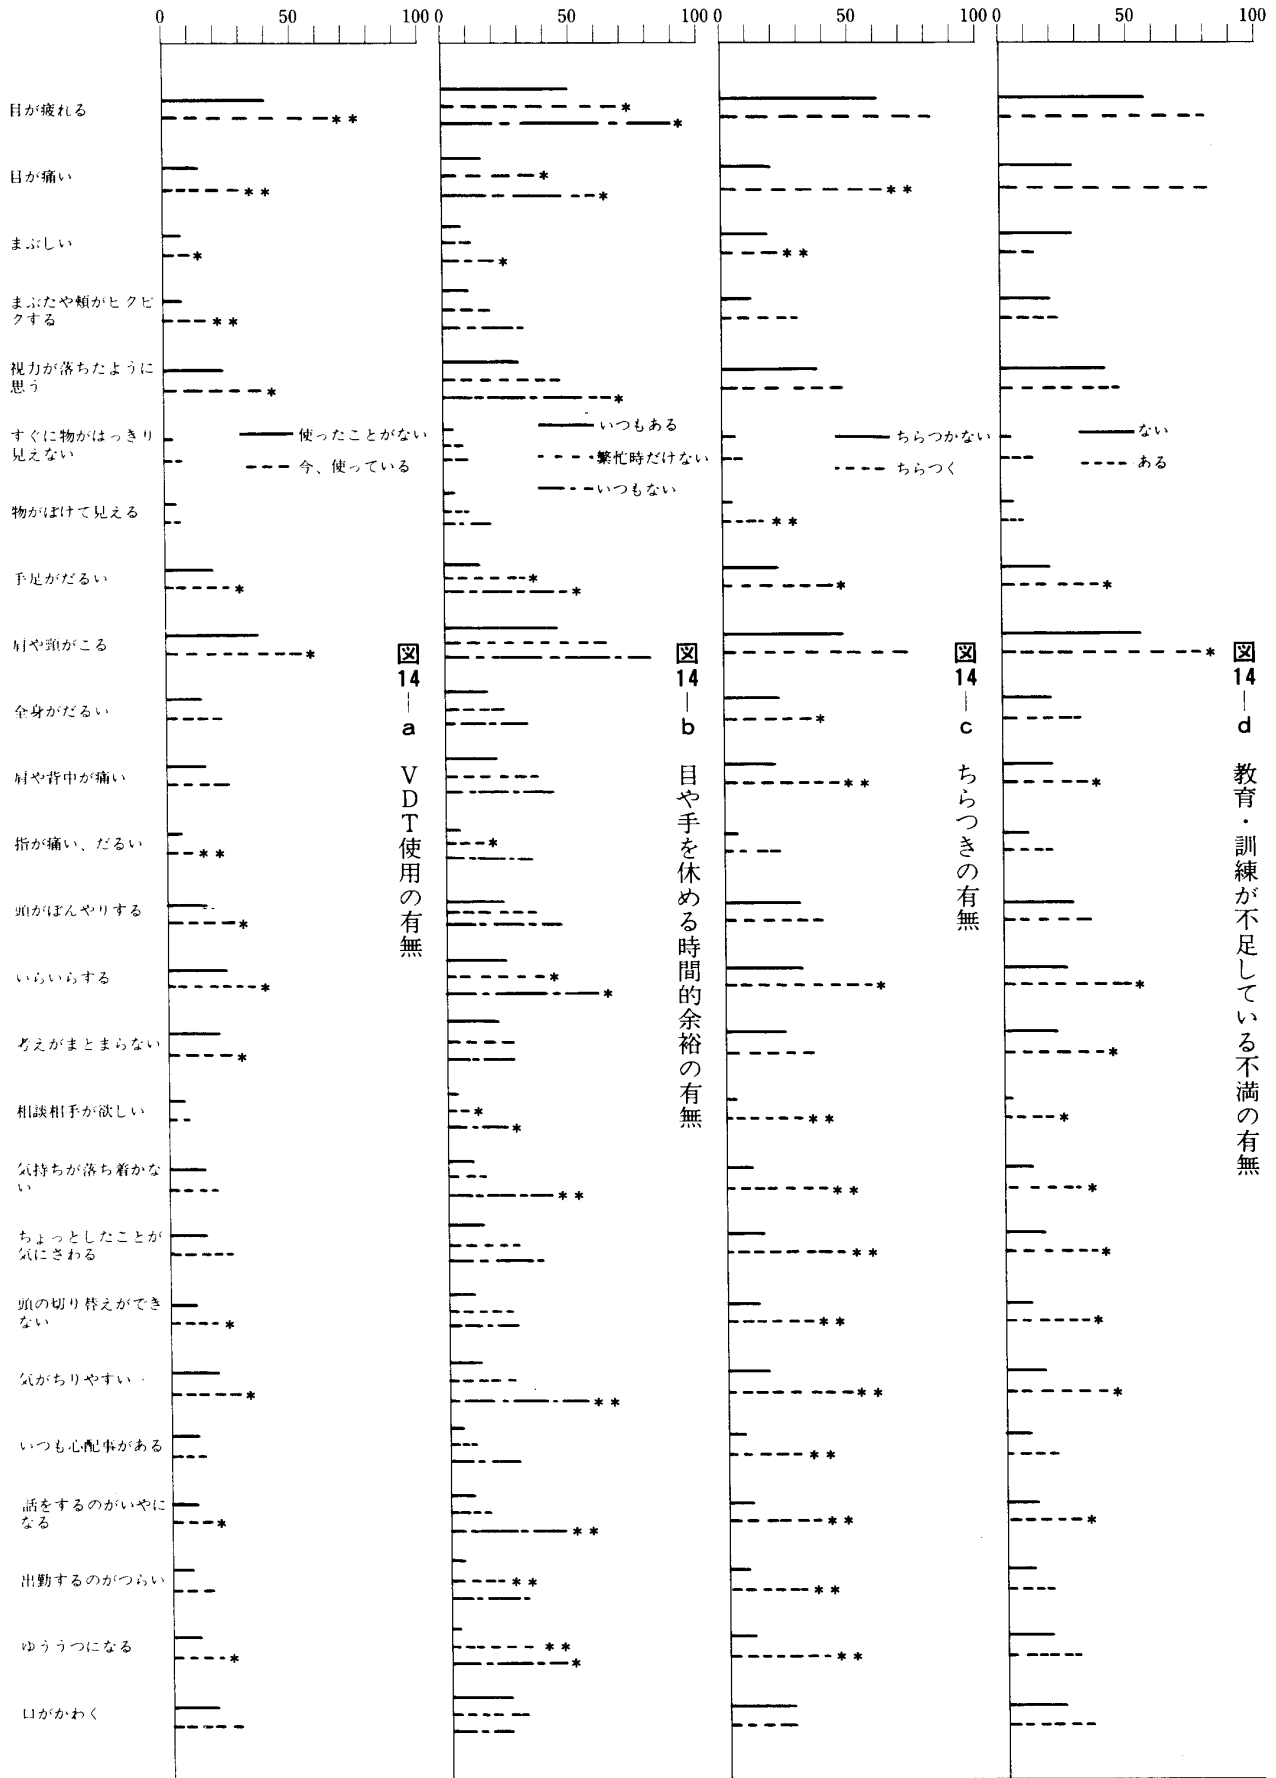 0 50 100 0 50 100 0 50 100 0 50 100
目が疲れる
* *
*
*
目が痛い
* *
*
*
* *
まぶしい
*
*
* *
まぶたや頬がピクピ
クする
* *
視力が落ちたように
思う
*
*
すぐに物がはっきり
見えない
使ったことがない
今、使っている
いつもある
繁忙時だけない
いつもない
ちらつかない
ちらつく
ない
ある
物がぼけて見える
* *
手足がだるい
*
*
*
*
*
肩や頸がこる
*
*
全身がだるい
*
肩や背中が痛い
* *
*
指が痛い、だるい
* *
*
頭がぼんやりする
*
いらいらする
*
*
*
*
*
考えがまとまらない
*
*
相談相手が欲しい
*
*
* *
*
気持ちが落ち着かな
い
* *
* *
*
ちょっとしたことが
気にさわる
* *
*
頭の切り替えができ
ない
*
* *
*
気がちりやすい
*
* *
* *
*
いつも心配事がある
* *
話をするのがいやに
なる
*
* *
* *
*
出勤するのがつらい
* *
* *
ゆううつになる
*
* *
*
* *
口がかわく
図14―a VDT使用の有無
図14―b 目や手を休める時間的余裕の有無
図14―c ちらつきの有無
図14―d 教育・訓練が不足している不満の有無